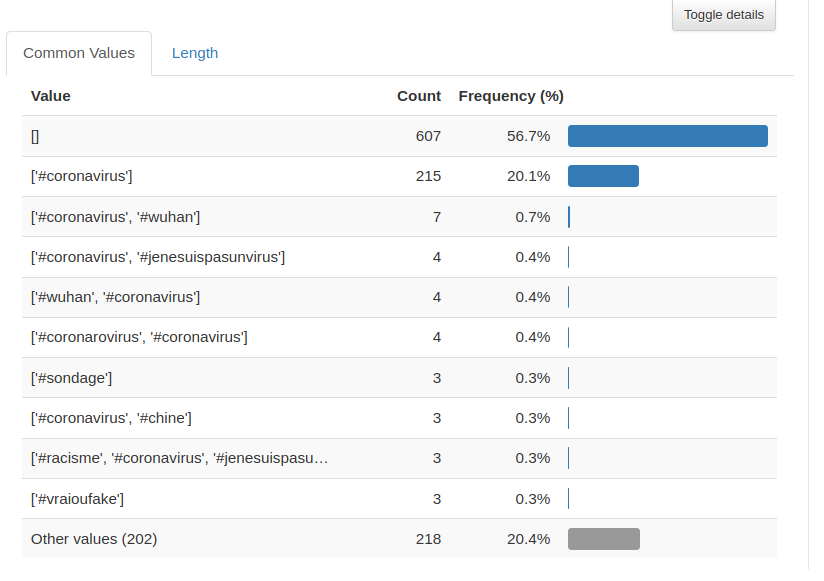 Toggle details
Common Values Length
Value Count Frequency (%)
[] 607 56.7%
['#coronavirus'] 215 20.1%
['#coronavirus', '#wuhan'] 7 0.7%
['#coronavirus', '#jenesuispasunvirus'] 4 0.4%
['#wuhan', '#coronavirus'] 4 0.4%
['#coronarovirus', '#coronavirus'] 4 0.4%
['#sondage'] 3 0.3%
['#coronavirus', '#chine'] 3 0.3%
['#racisme', '#coronavirus', '#jenesuispasu… 3 0.3%
['#vraioufake'] 3 0.3%
Other values (202) 218 20.4%